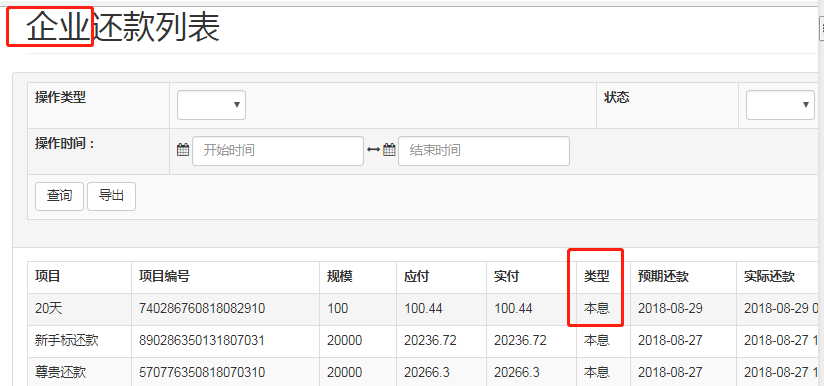 企业还款列表
操作类型 状态
操作时间： 开始时间 结束时间
查询 导出
项目 项目编号 规模 应付 实付 类型 预期还款 实际还款
20天 740286760818082910 100 100.44 100.44 本息 2018-08-29 2018-08-29 0
新手标还款 890286350131807031 20000 20236.72 20236.72 本息 2018-08-27 2018-08-27 1
尊贵还款 570776350818070310 20000 20266.3 20266.3 本息 2018-08-27 2018-08-27 1